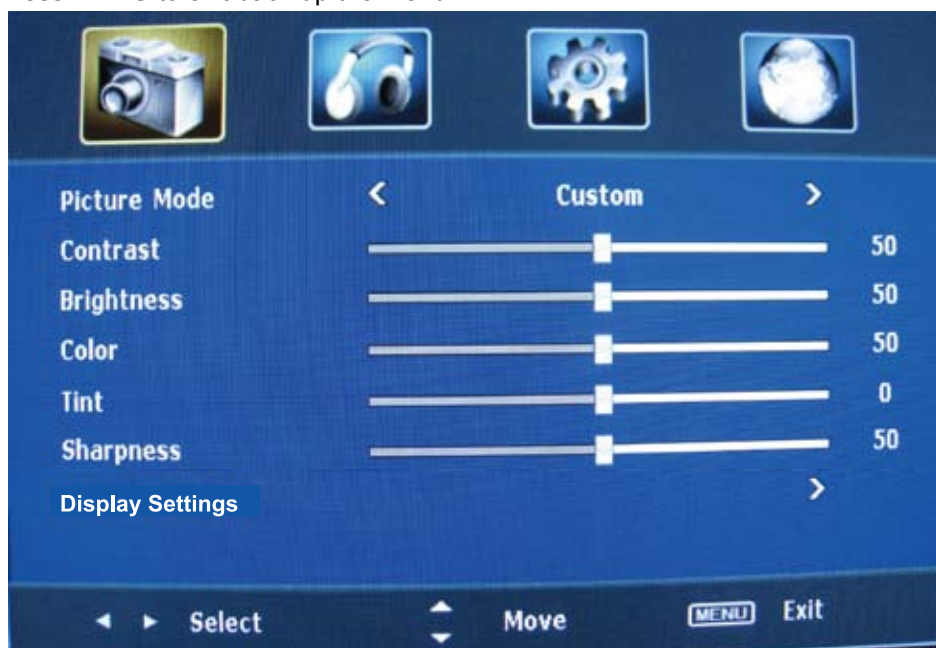 Picture Mode < Custom >
Contrast 50
Brightness 50
Color 50
Tint 0
Sharpness 50
Display Settings >
◄ ► Select ▲▼ Move MENU Exit